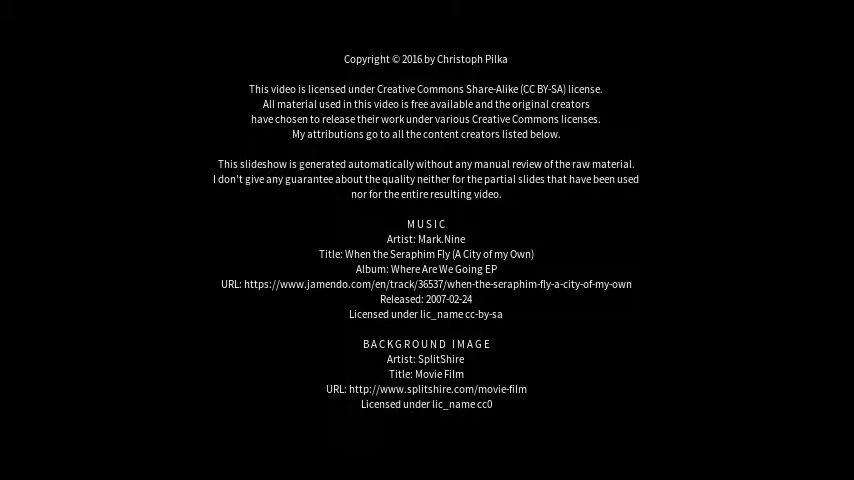 Copyright © 2016 by Christoph Pilka
This video is licensed under Creative Commons Share-Alike (CC BY-SA) license.
All material used in this video is free available and the original creators
have chosen to release their work under various Creative Commons licenses.
My attributions go to all the content creators listed below.
This slideshow is generated automatically without any manual review of the raw material.
I don't give any guarantee about the quality neither for the partial slides that have been used
nor for the entire resulting video.
MUSIC
Artist: Mark.Nine
Title: When the Seraphim Fly (A City of my Own)
Album: Where Are We Going EP
URL: https://www.jamendo.com/en/track/36537/when-the-seraphim-fly-a-city-of-my-own
Released: 2007-02-24
Licensed under lic_name cc-by-sa
BACKGROUND IMAGE
Artist: SplitShire
Title: Movie Film
URL: http://www.splitshire.com/movie-film
Licensed under lic_name cc0